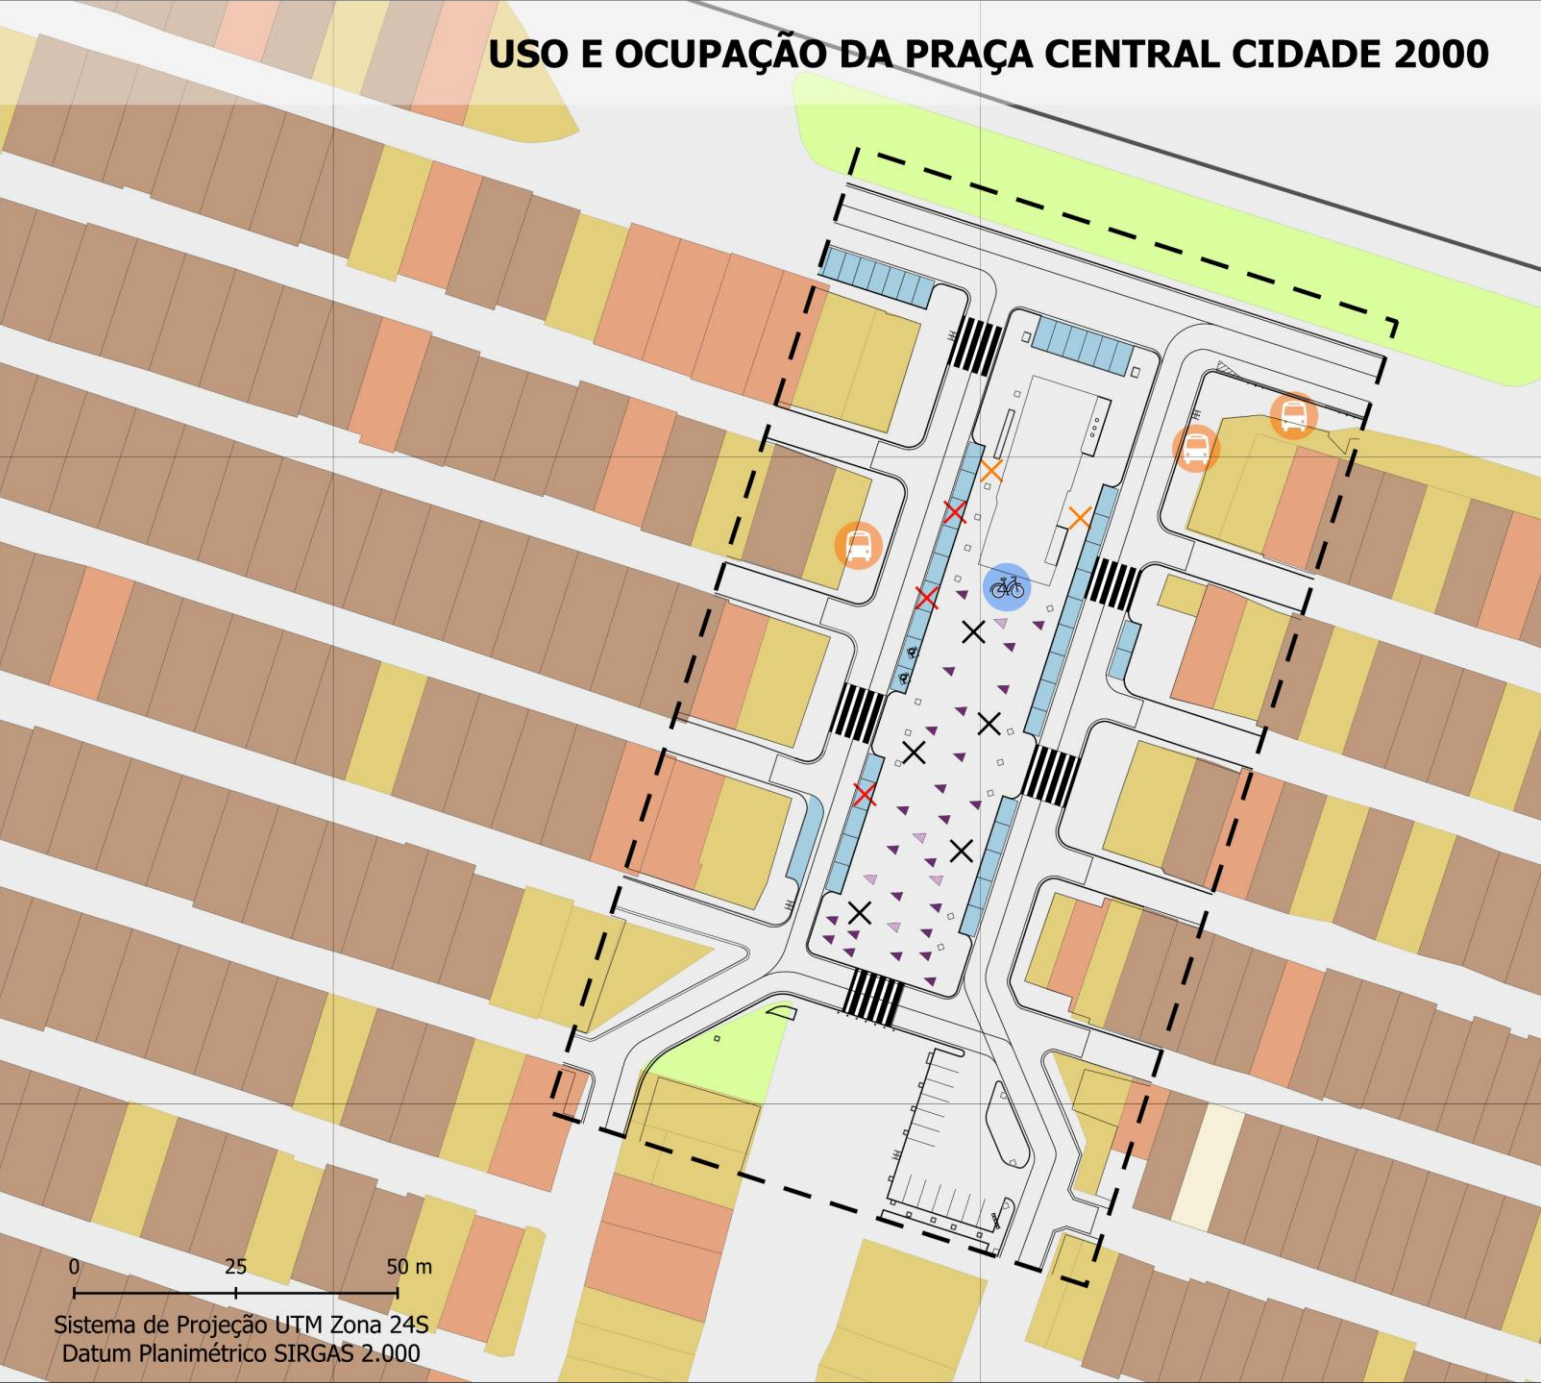 USO E OCUPAÇÃO DA PRAÇA CENTRAL CIDADE 2000
0 25 50 m
Sistema de Projeção UTM Zona 24S
Datum Planimétrico SIRGAS 2.000